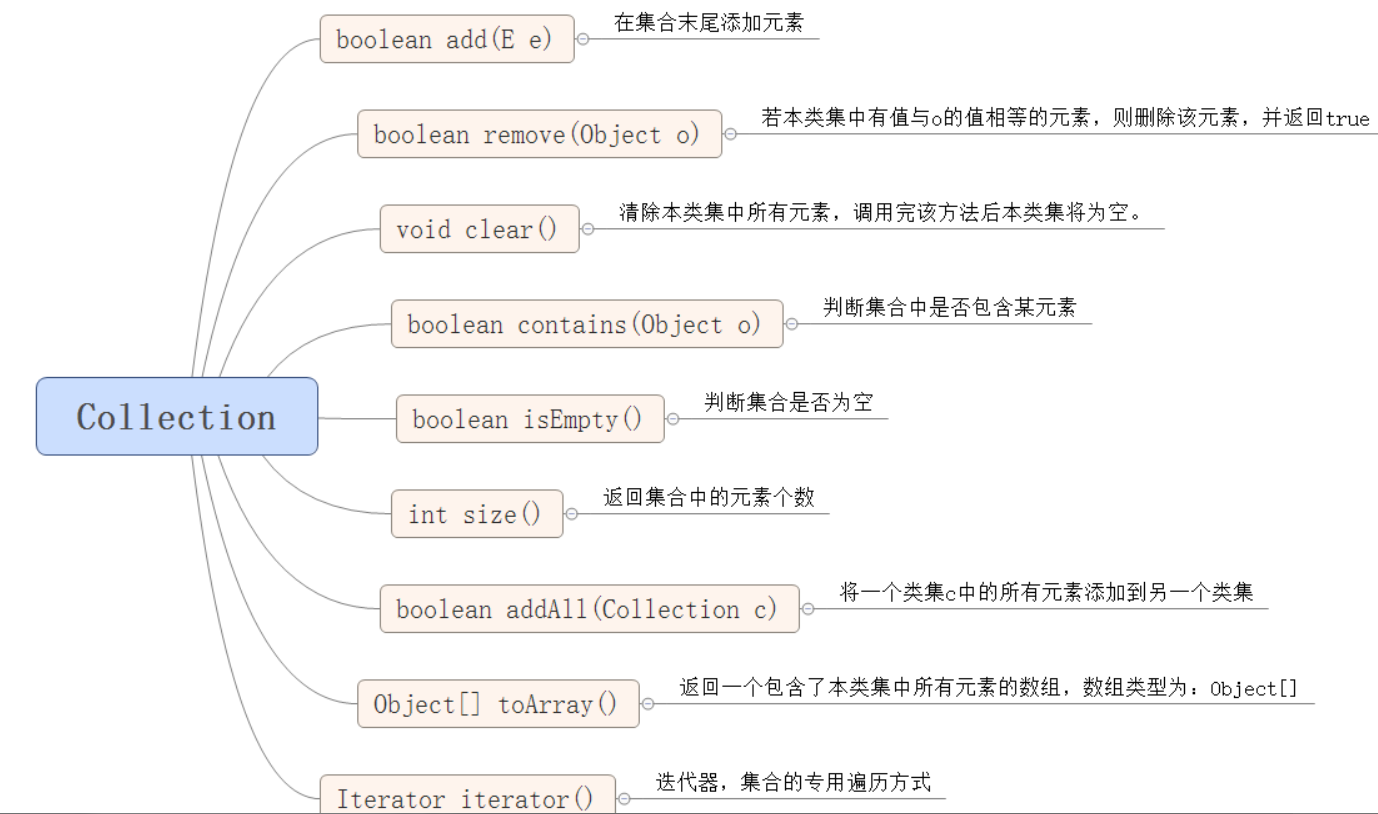 boolean add(E e)
在集合末尾添加元素
boolean remove(Object o)
若本类集中有值与o的值相等的元素，则删除该元素，并返回true
void clear()
清除本类集中所有元素，调用完该方法后本类集将为空。
boolean contains(Object o)
判断集合中是否包含某元素
Collection
boolean isEmpty()
判断集合是否为空
int size()
返回集合中的元素个数
boolean addAll(Collection c)
将一个类集c中的所有元素添加到另一个类集
Object[] toArray()
返回一个包含了本类集中所有元素的数组，数组类型为：Object[]
Iterator iterator()
迭代器，集合的专用遍历方式